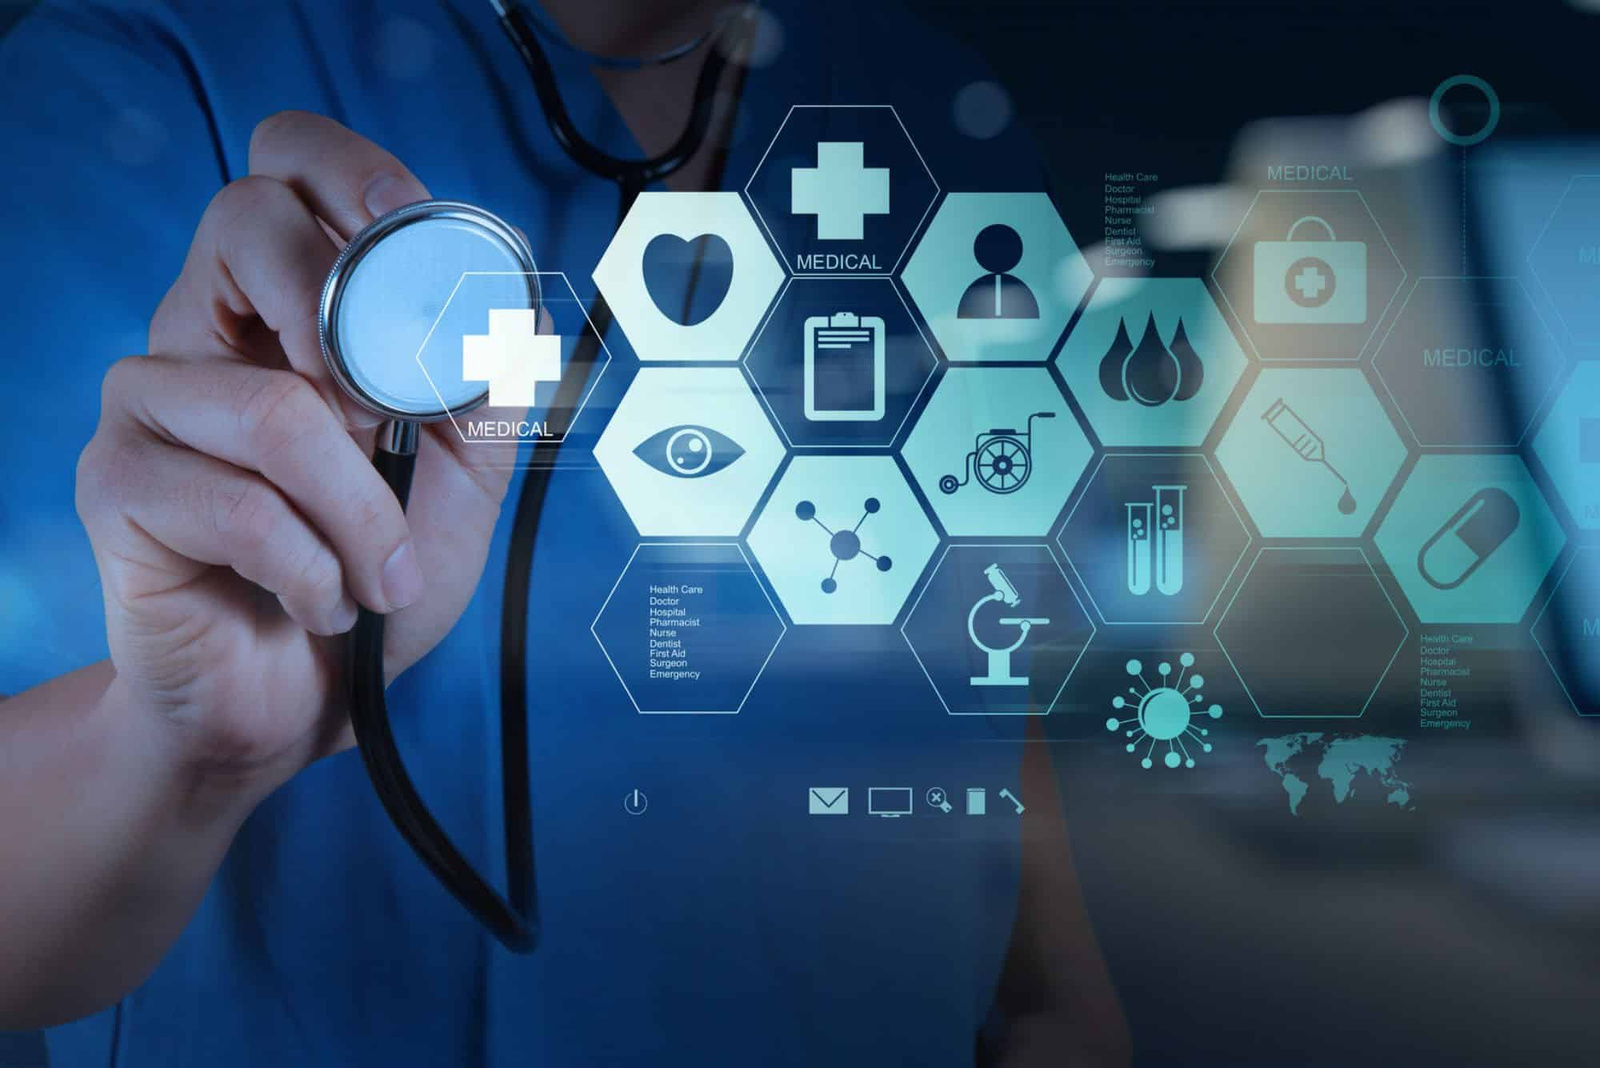 MEDICAL
MEDICAL
Health Care
Doctor
Hospital
Pharmacist
Nurse
Dentist
First Aid
Surgeon
Emergency
MEDICAL
MEDICAL
Health Care
Doctor
Hospital
Pharmacist
Nurse
Dentist
First Aid
Surgeon
Emergency
Health Care
Doctor
Hospital
Pharmacist
Nurse
Dentist
First Aid
Surgeon
Emergency